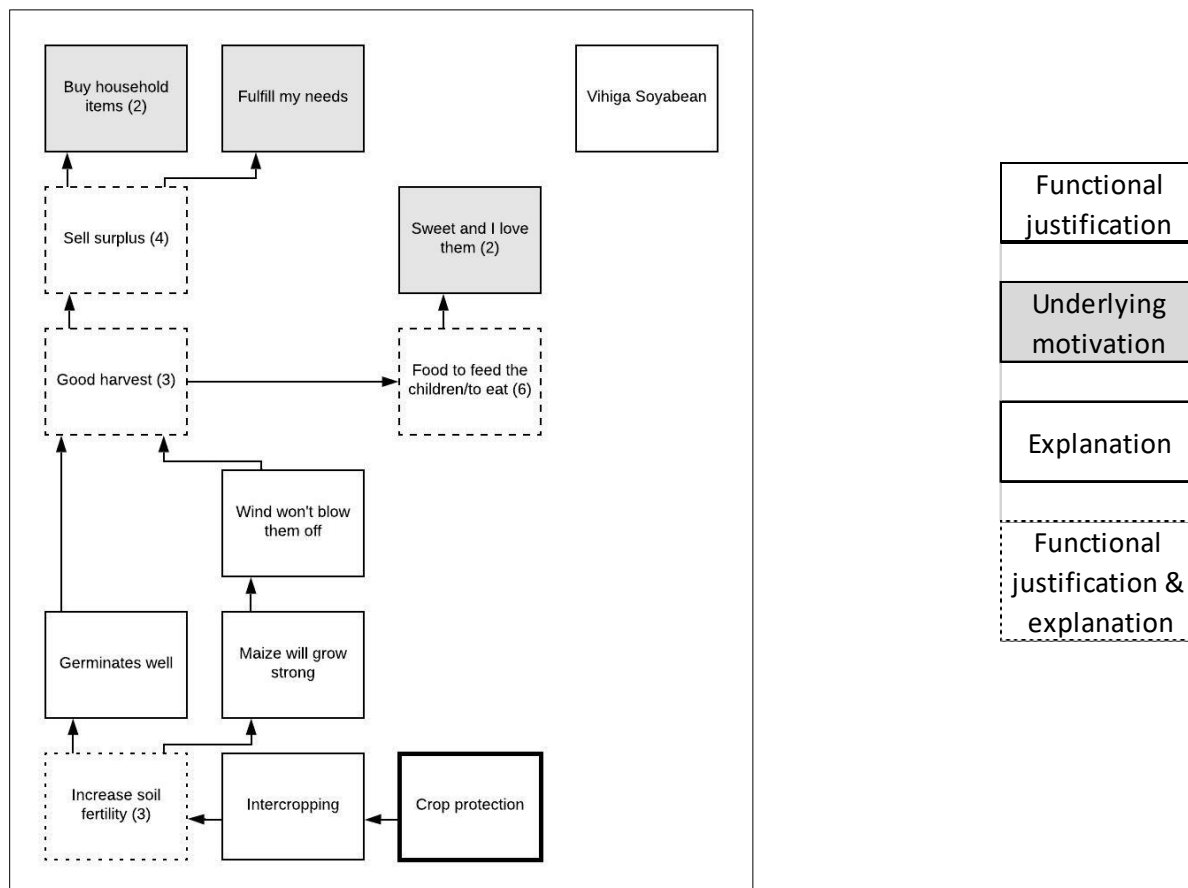 Buy household
items (2)
Fulfill my needs
Vihiga Soyabean
Sell surplus (4)
Sweet and I love
them (2)
Good harvest (3)
Food to feed the
children/to eat (6)
Wind won't blow
them off
Germinates well
Maize will grow
strong
Increase soil
fertility (3)
Intercropping
Crop protection
Functional
justification
Underlying
motivation
Explanation
Functional
justification &
explanation